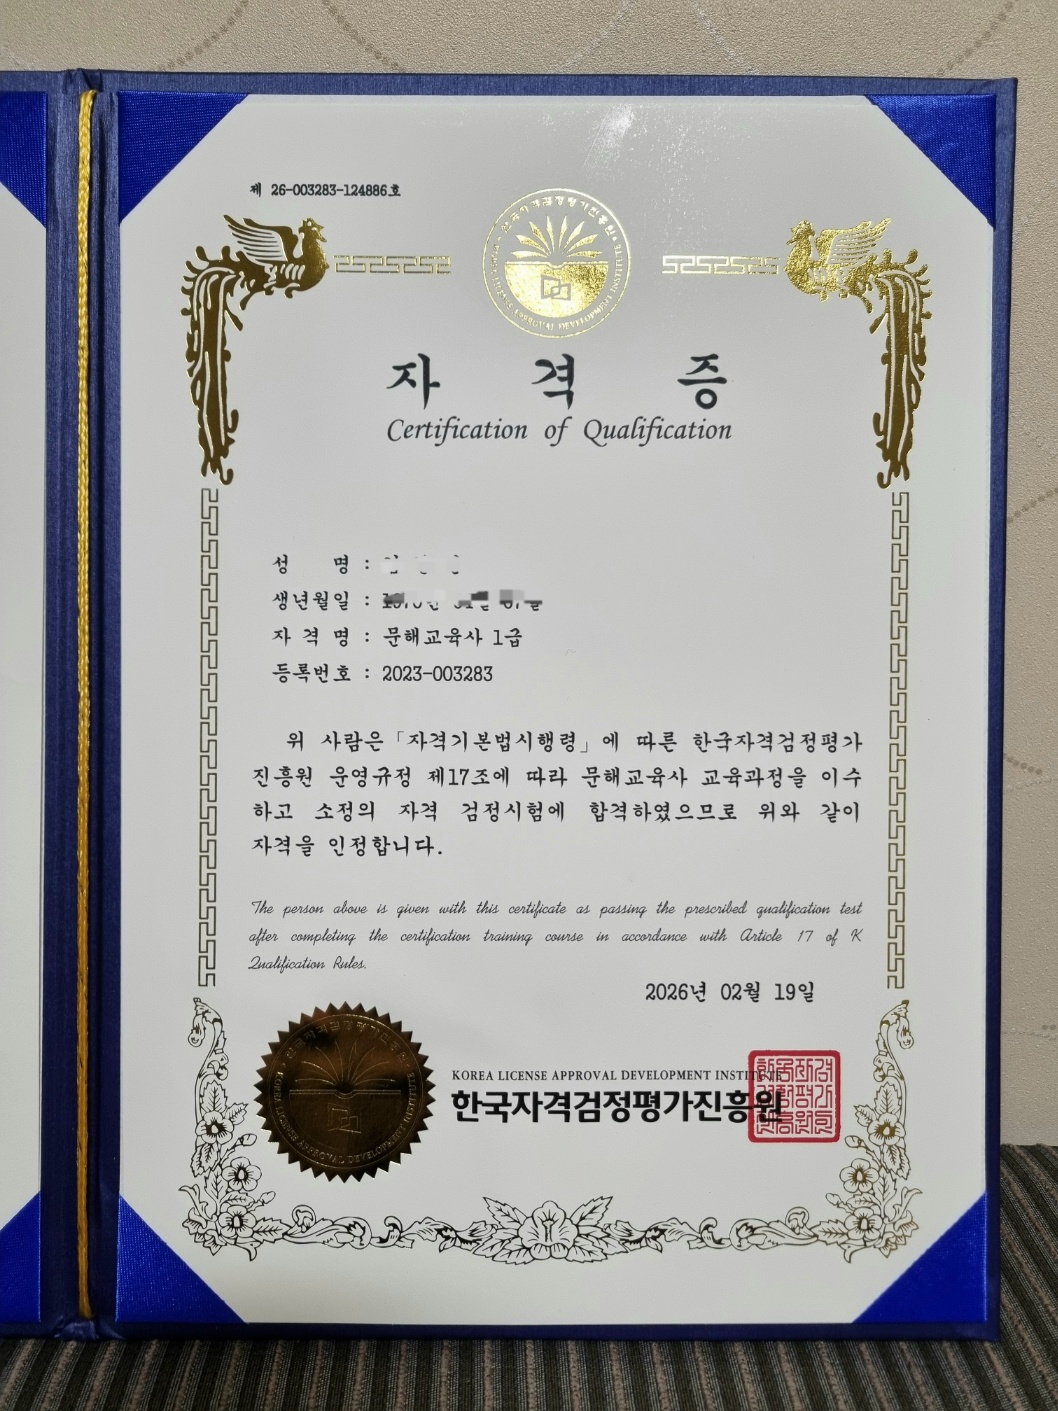 제 26-003283-124886호
자 격 증
Certification of Qualification
성 명 :
생년월일 :
자 격 명 : 문해교육사 1급
등록번호 : 2023-003283
위 사람은「자격기본법시행령」에 따른 한국자격검정평가
진흥원 운영규정 제17조에 따라 문해교육사 교육과정을 이수
하고 소정의 자격 검정시험에 합격하였으므로 위와 같이
자격을 인정합니다.
The person above is given with this certificate as passing the prescribed qualification test
after completing the certification training course in accordance with Article 17 of K
Qualification Rules.
2026년 02월 19일
KOREA LICENSE APPROVAL DEVELOPMENT INSTITUTE
한국자격검정평가진흥원